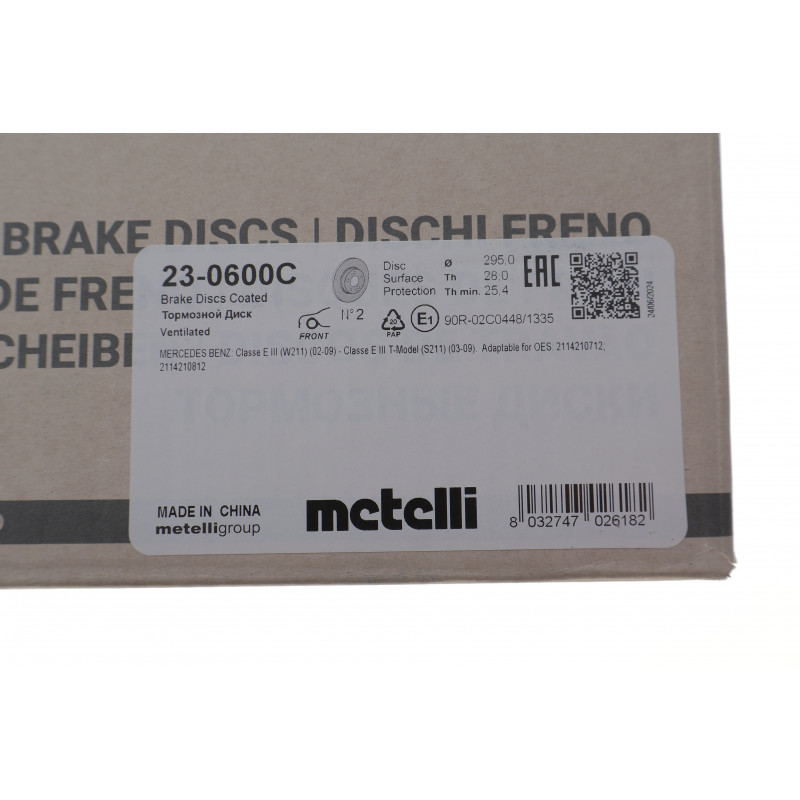 BRAKE DISCS | DISCHI FRENO
DE FRE
CHEIBE
23-0600C
Brake Discs Coated
Тормозной Диск
Ventilated
FRONT
N°2
Disc
Surface
Protection
Ø 295,0
Th 28,0
Th min. 25,4
EAC
24/06/2024
20
PAP
E1
90R-02C0448/1335
MERCEDES BENZ: Classe E III (W211) (02-09) - Classe E III T-Model (S211) (03-09). Adaptable for OES: 2114210712;
2114210812
ТОРМОЗНЫЕ ДИСКИ
MADE IN CHINA
metelligroup
metelli
8 032747 026182